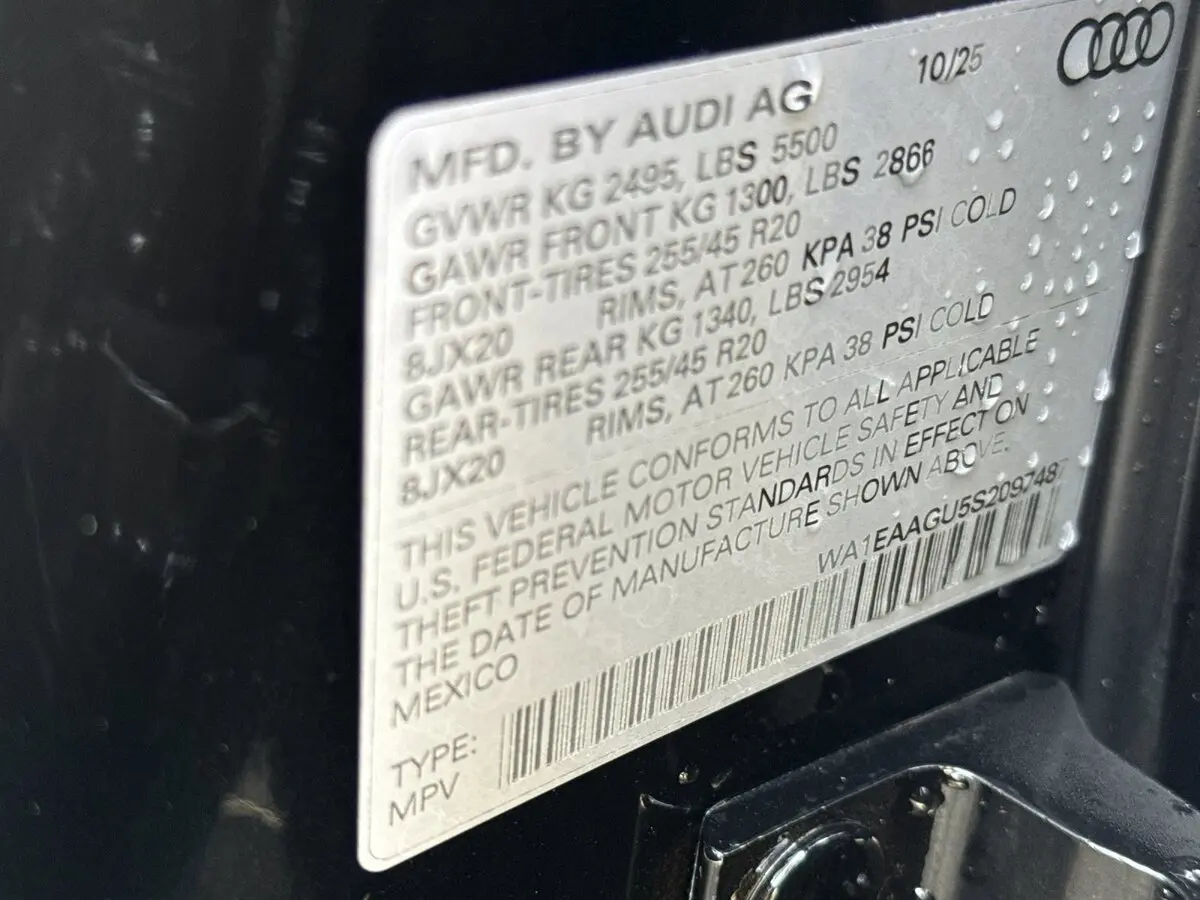 10/25
MFD. BY AUDI AG
GVWR KG 2495, LBS 5500
GAWR FRONT KG 1300, LBS 2866
FRONT-TIRES 255/45 R20
8JX20 RIMS, AT 260 KPA 38 PSI COLD
GAWR REAR KG 1340, LBS 2954
REAR-TIRES 255/45 R20
8JX20 RIMS, AT 260 KPA 38 PSI COLD
THIS VEHICLE CONFORMS TO ALL APPLICABLE
U.S. FEDERAL MOTOR VEHICLE SAFETY AND
THEFT PREVENTION STANDARDS IN EFFECT ON
THE DATE OF MANUFACTURE SHOWN ABOVE.
MEXICO
WA1EAAGU5S2097487
TYPE:
MPV